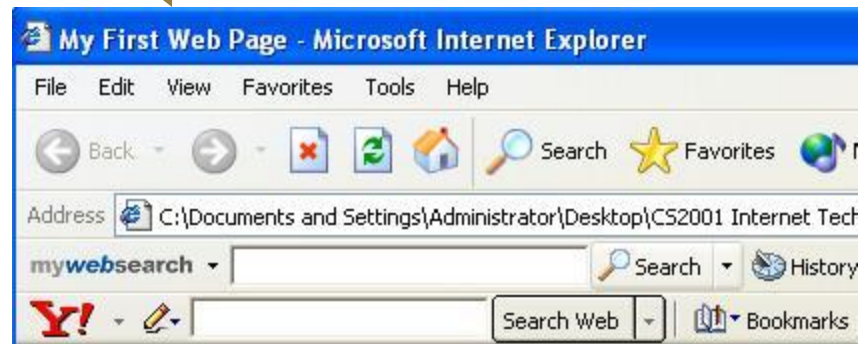 My First Web Page - Microsoft Internet Explorer
File Edit View Favorites Tools Help
Back Search Favorites
Address C:\Documents and Settings\Administrator\Desktop\CS2001 Internet Tech
mywebsearch Search History
Y! Search Web Bookmarks